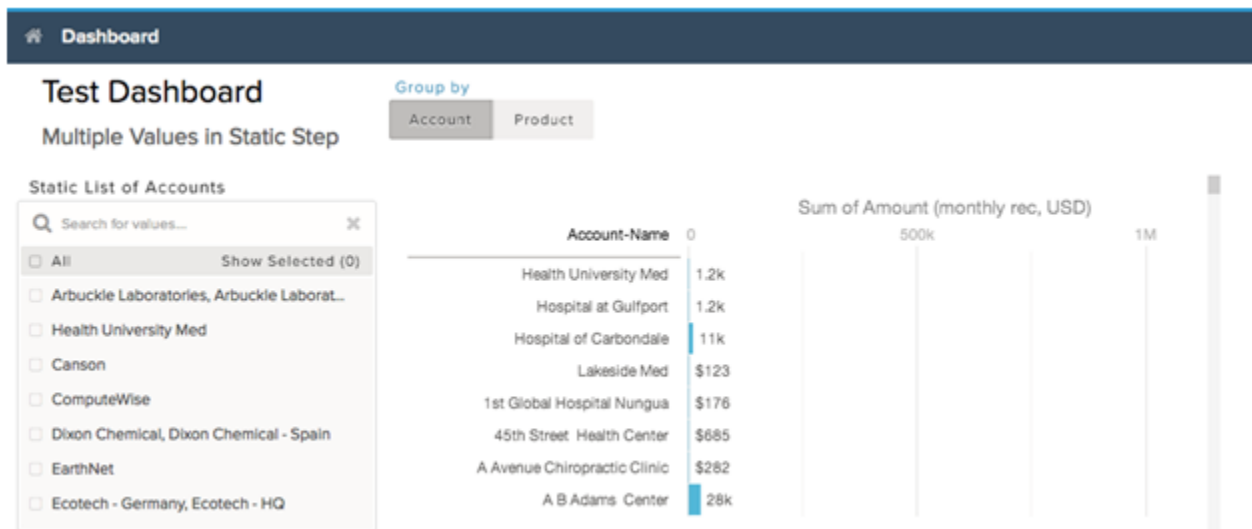 Dashboard
Test Dashboard
Multiple Values in Static Step
Group by
Account Product
Static List of Accounts
Search for values...
All Show Selected (0)
Arbuckle Laboratories, Arbuckle Laborat...
Health University Med
Canson
ComputeWise
Dixon Chemical, Dixon Chemical - Spain
EarthNet
Ecotech - Germany, Ecotech - HQ
Sum of Amount (monthly rec, USD)
Account-Name 0 500k 1M
Health University Med 1.2k
Hospital at Gulfport 1.2k
Hospital of Carbondale 11k
Lakeside Med $123
1st Global Hospital Nungua $176
45th Street Health Center $685
A Avenue Chiropractic Clinic $282
A B Adams Center 28k